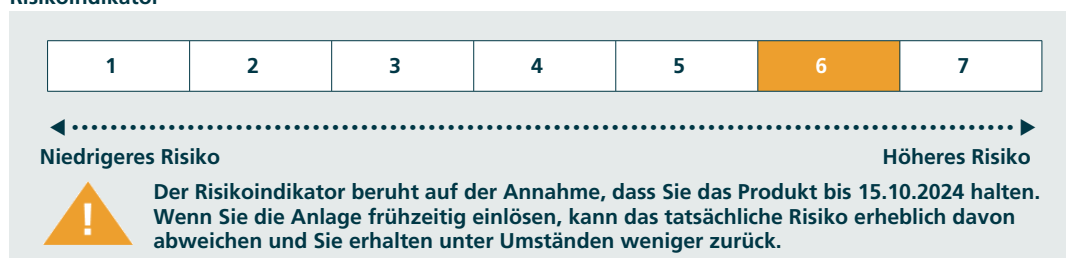 Risikoindikator
1 2 3 4 5 6 7
Niedrigeres Risiko Höheres Risiko
! Der Risikoindikator beruht auf der Annahme, dass Sie das Produkt bis 15.10.2024 halten.
Wenn Sie die Anlage frühzeitig einlösen, kann das tatsächliche Risiko erheblich davon
abweichen und Sie erhalten unter Umständen weniger zurück.